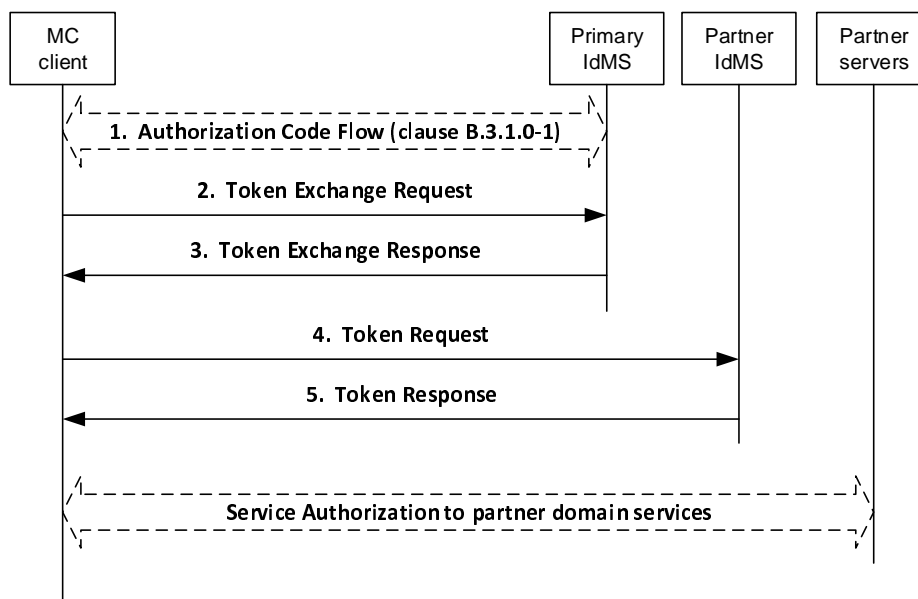 MC
client
Primary
IdMS
Partner
IdMS
Partner
servers
1. Authorization Code Flow (clause B.3.1.0-1)
2. Token Exchange Request
3. Token Exchange Response
4. Token Request
5. Token Response
Service Authorization to partner domain services